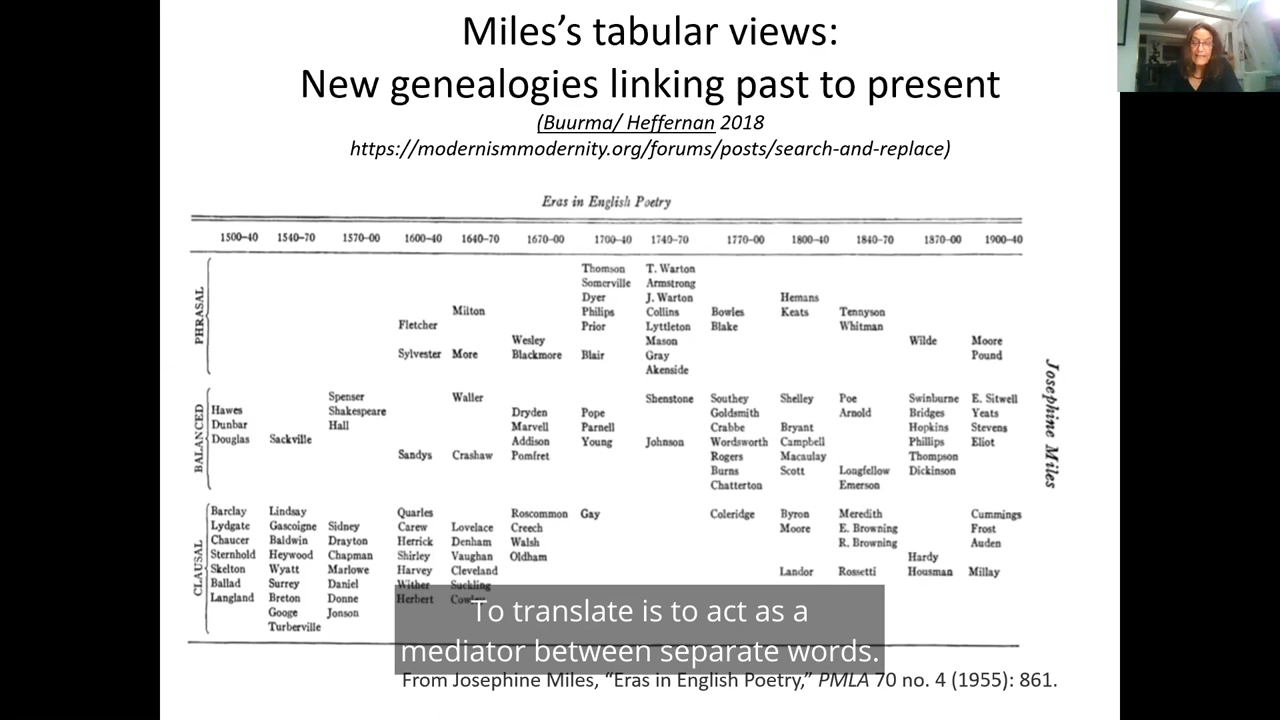 Miles’s tabular views:
New genealogies linking past to present
(Buurma/ Heffernan 2018
https://modernismmodernity.org/forums/posts/search-and-replace)
Eras in English Poetry
1500–40 1540–70 1570–00 1600–40 1640–70 1670–00 1700–40 1740–70 1770–00 1800–40 1840–70 1870–00 1900–40
PHRASAL
Thomson T. Warton
Somerville Armstrong
Dyer J. Warton Hemans
Milton Philips Collins Bowles Keats Tennyson
Fletcher Prior Lyttleton Blake Whitman
Wesley Mason Wilde Moore
Sylvester More Blackmore Blair Gray Pound
Akenside
BALANCED
Spenser Waller Shenstone Southey Shelley Poe Swinburne E. Sitwell
Hawes Shakespeare Dryden Pope Goldsmith Arnold Bridges Yeats
Dunbar Hall Marvell Parnell Crabbe Bryant Hopkins Stevens
Douglas Sackville Addison Young Johnson Wordsworth Campbell Phillips Eliot
Sandys Crashaw Pomfret Rogers Macaulay Thompson
Burns Scott Longfellow Dickinson
Chatterton Emerson
CLAUSAL
Barclay Lindsay Quarles Roscommon Gay Coleridge Byron Meredith Cummings
Lydgate Gascoigne Sidney Carew Lovelace Creech Moore E. Browning Frost
Chaucer Baldwin Drayton Herrick Denham Walsh R. Browning Auden
Sternhold Heywood Chapman Shirley Vaughan Oldham Hardy
Skelton Wyatt Marlowe Harvey Cleveland Landor Rossetti Housman Millay
Ballad Surrey Daniel Wither Suckling
Langland Breton Donne Herbert
Googe Jonson
Turberville
Josephine Miles
To translate is to act as a
mediator between separate words.
From Josephine Miles, “Eras in English Poetry,” PMLA 70 no. 4 (1955): 861.